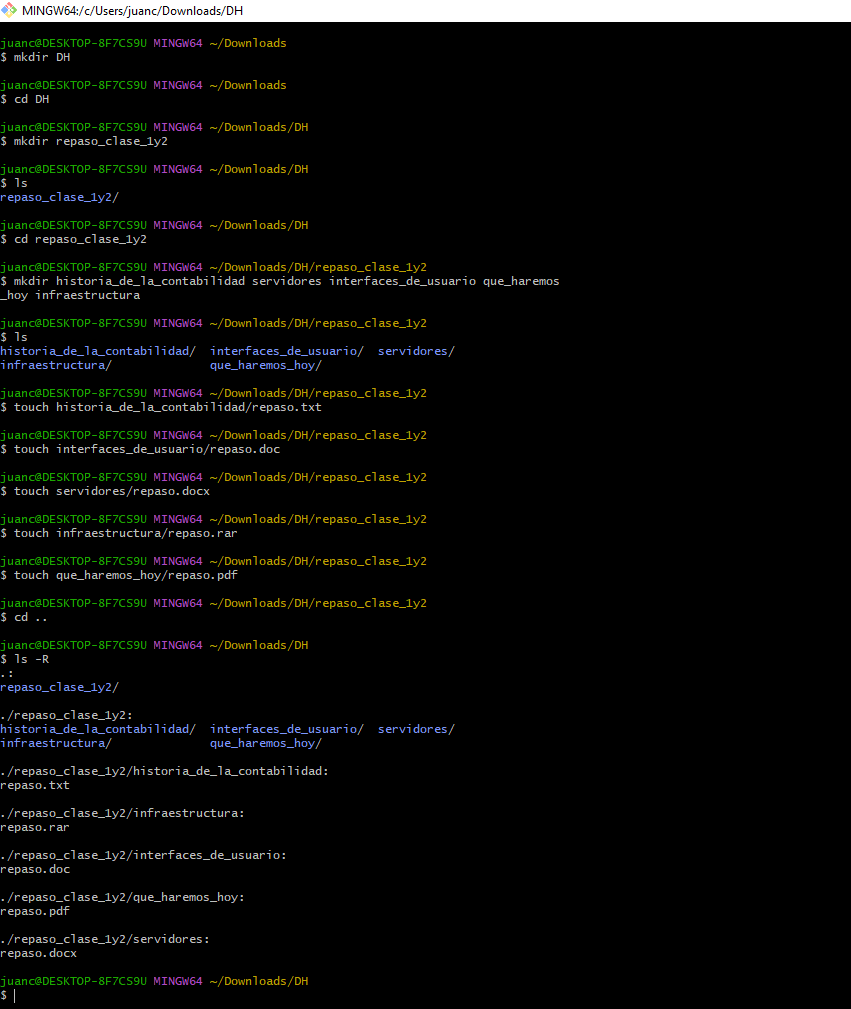 MINGW64:/c/Users/juanc/Downloads/DH
juanc@DESKTOP-8F7CS9U MINGW64 ~/Downloads
$ mkdir DH
juanc@DESKTOP-8F7CS9U MINGW64 ~/Downloads
$ cd DH
juanc@DESKTOP-8F7CS9U MINGW64 ~/Downloads/DH
$ mkdir repaso_clase_1y2
juanc@DESKTOP-8F7CS9U MINGW64 ~/Downloads/DH
$ ls
repaso_clase_1y2/
juanc@DESKTOP-8F7CS9U MINGW64 ~/Downloads/DH
$ cd repaso_clase_1y2
juanc@DESKTOP-8F7CS9U MINGW64 ~/Downloads/DH/repaso_clase_1y2
$ mkdir historia_de_la_contabilidad servidores interfaces_de_usuario que_haremos
_hoy infraestructura
juanc@DESKTOP-8F7CS9U MINGW64 ~/Downloads/DH/repaso_clase_1y2
$ ls
historia_de_la_contabilidad/  interfaces_de_usuario/  servidores/
infraestructura/              que_haremos_hoy/
juanc@DESKTOP-8F7CS9U MINGW64 ~/Downloads/DH/repaso_clase_1y2
$ touch historia_de_la_contabilidad/repaso.txt
juanc@DESKTOP-8F7CS9U MINGW64 ~/Downloads/DH/repaso_clase_1y2
$ touch interfaces_de_usuario/repaso.doc
juanc@DESKTOP-8F7CS9U MINGW64 ~/Downloads/DH/repaso_clase_1y2
$ touch servidores/repaso.docx
juanc@DESKTOP-8F7CS9U MINGW64 ~/Downloads/DH/repaso_clase_1y2
$ touch infraestructura/repaso.rar
juanc@DESKTOP-8F7CS9U MINGW64 ~/Downloads/DH/repaso_clase_1y2
$ touch que_haremos_hoy/repaso.pdf
juanc@DESKTOP-8F7CS9U MINGW64 ~/Downloads/DH/repaso_clase_1y2
$ cd ..
juanc@DESKTOP-8F7CS9U MINGW64 ~/Downloads/DH
$ ls -R
.:
repaso_clase_1y2/
./repaso_clase_1y2:
historia_de_la_contabilidad/  interfaces_de_usuario/  servidores/
infraestructura/              que_haremos_hoy/
./repaso_clase_1y2/historia_de_la_contabilidad:
repaso.txt
./repaso_clase_1y2/infraestructura:
repaso.rar
./repaso_clase_1y2/interfaces_de_usuario:
repaso.doc
./repaso_clase_1y2/que_haremos_hoy:
repaso.pdf
./repaso_clase_1y2/servidores:
repaso.docx
juanc@DESKTOP-8F7CS9U MINGW64 ~/Downloads/DH
$